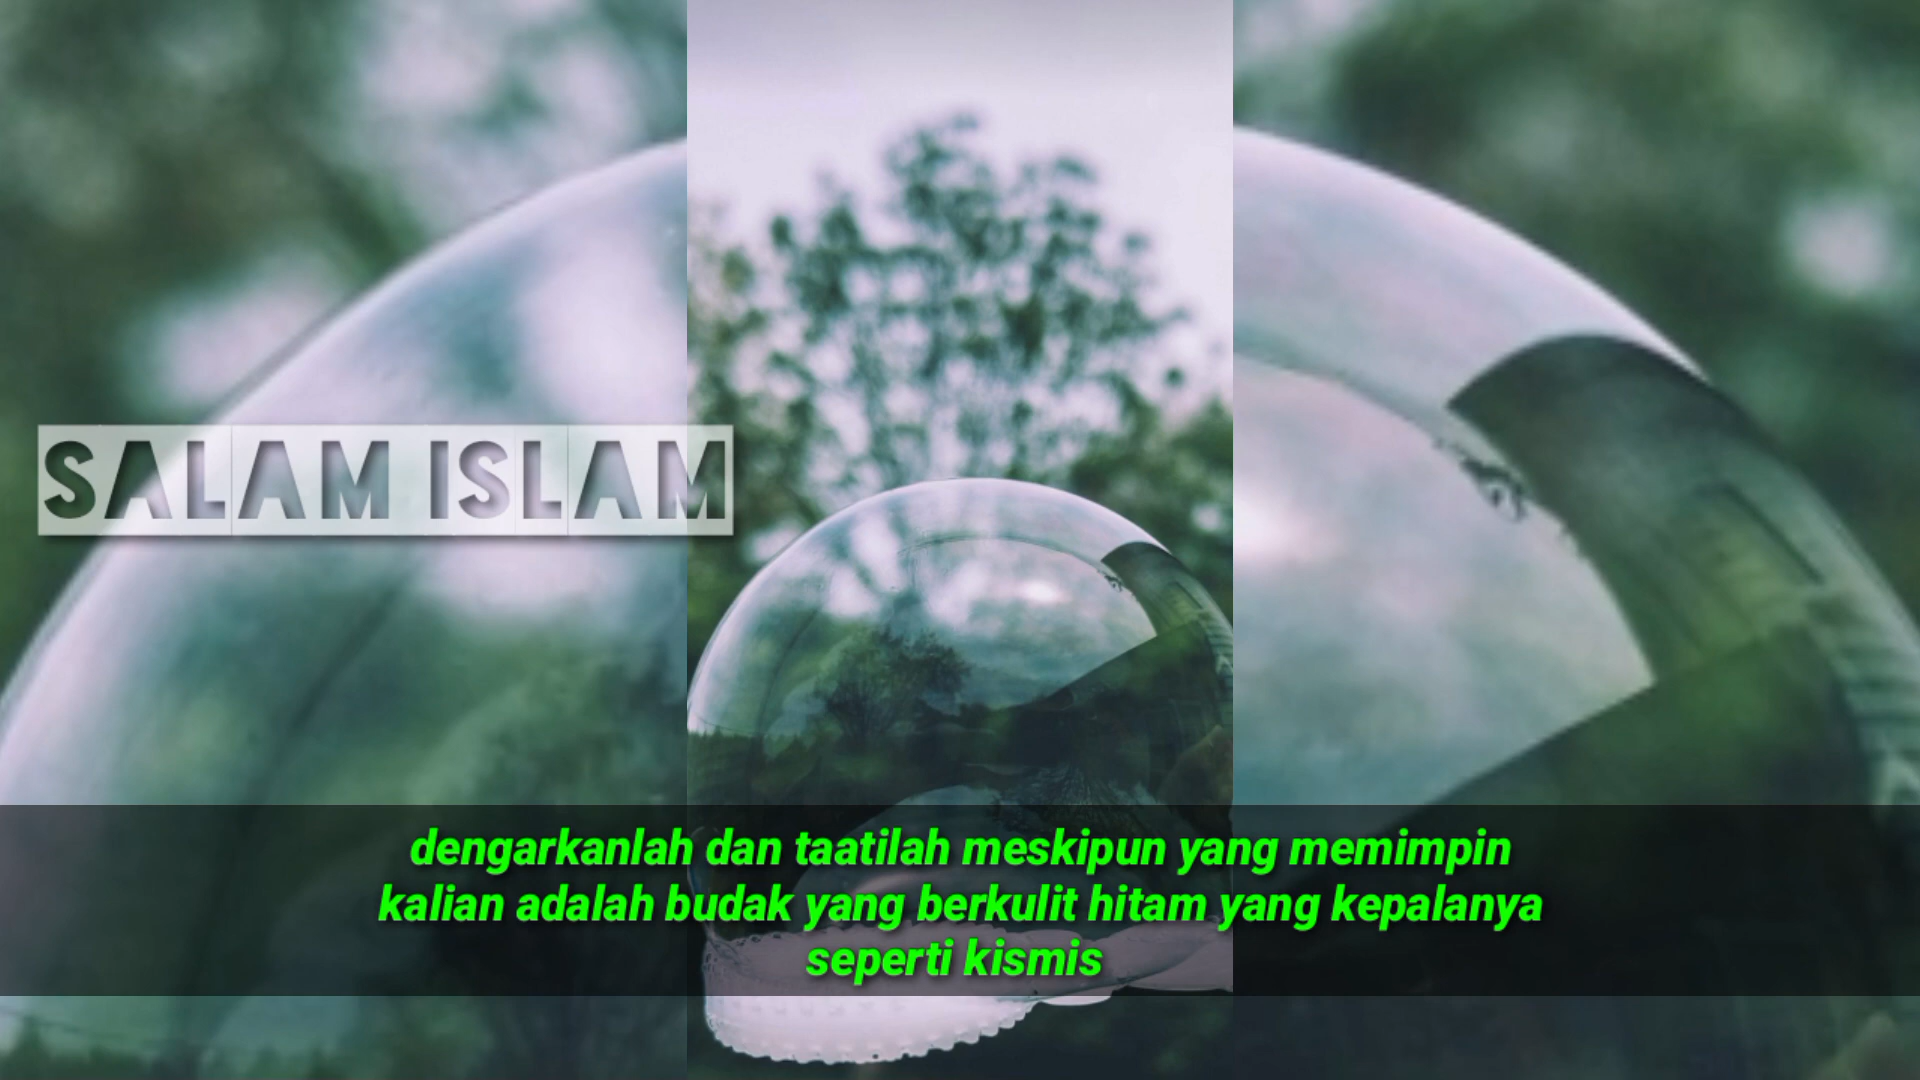 SALAM ISLAM
dengarkanlah dan taatilah meskipun yang memimpin
kalian adalah budak yang berkulit hitam yang kepalanya
seperti kismis